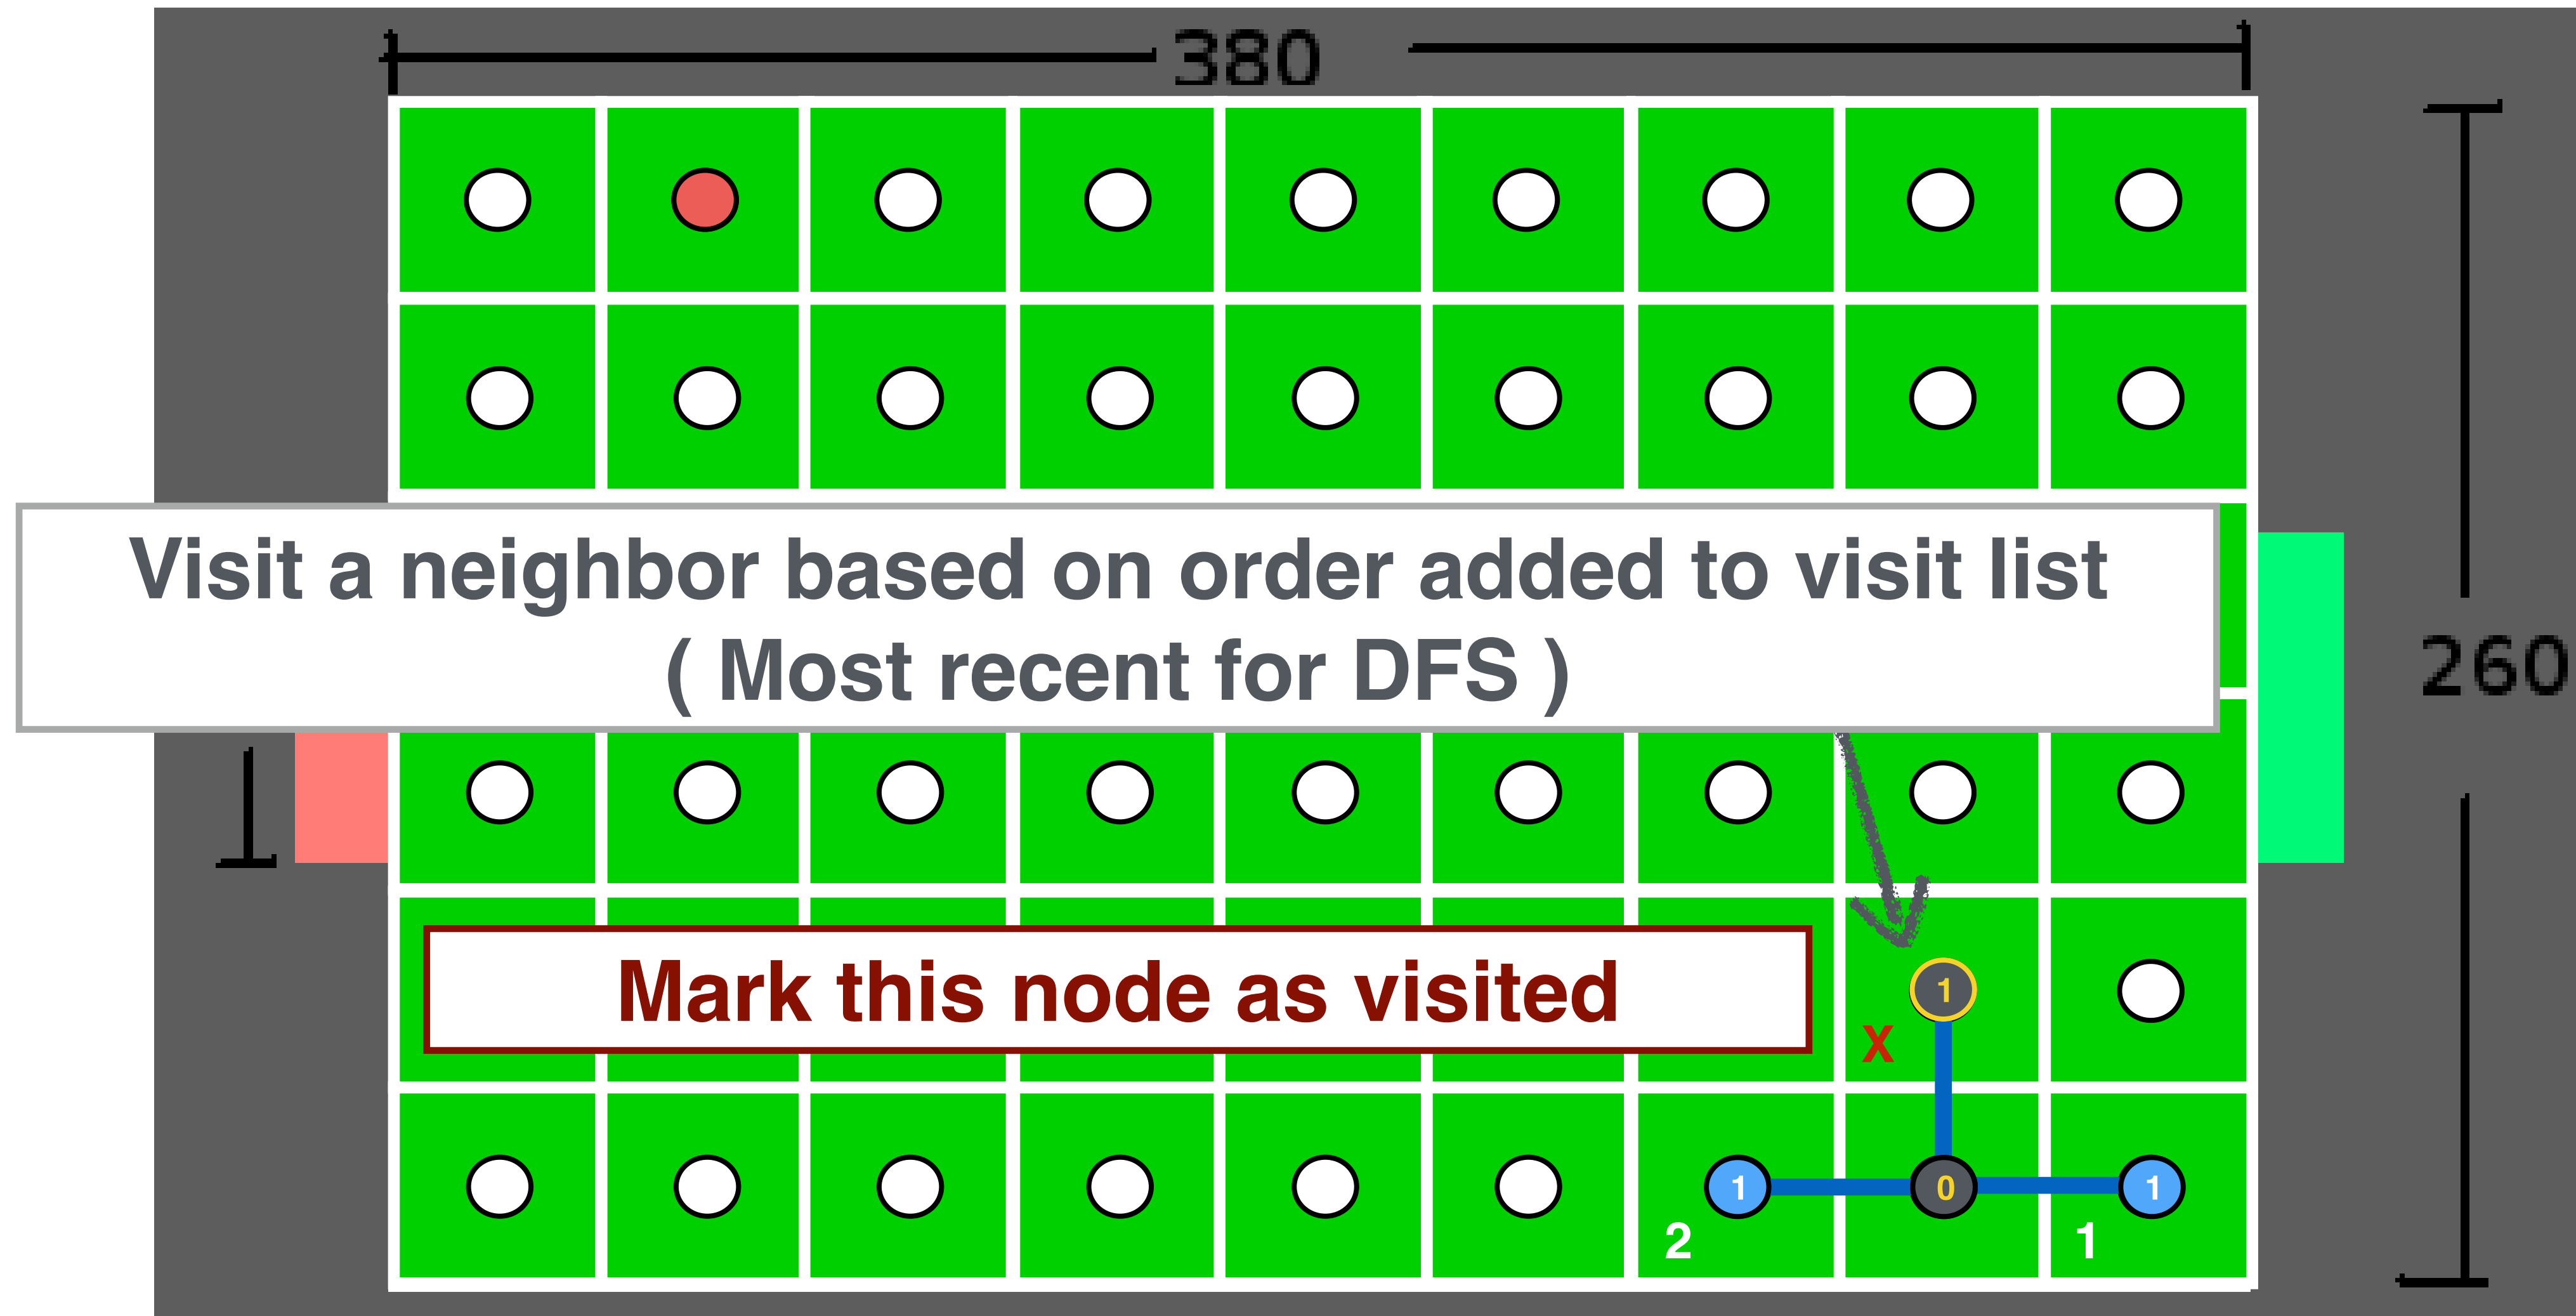 380
Visit a neighbor based on order added to visit list
( Most recent for DFS )
260
Mark this node as visited
1
X
1
0
1
2
1